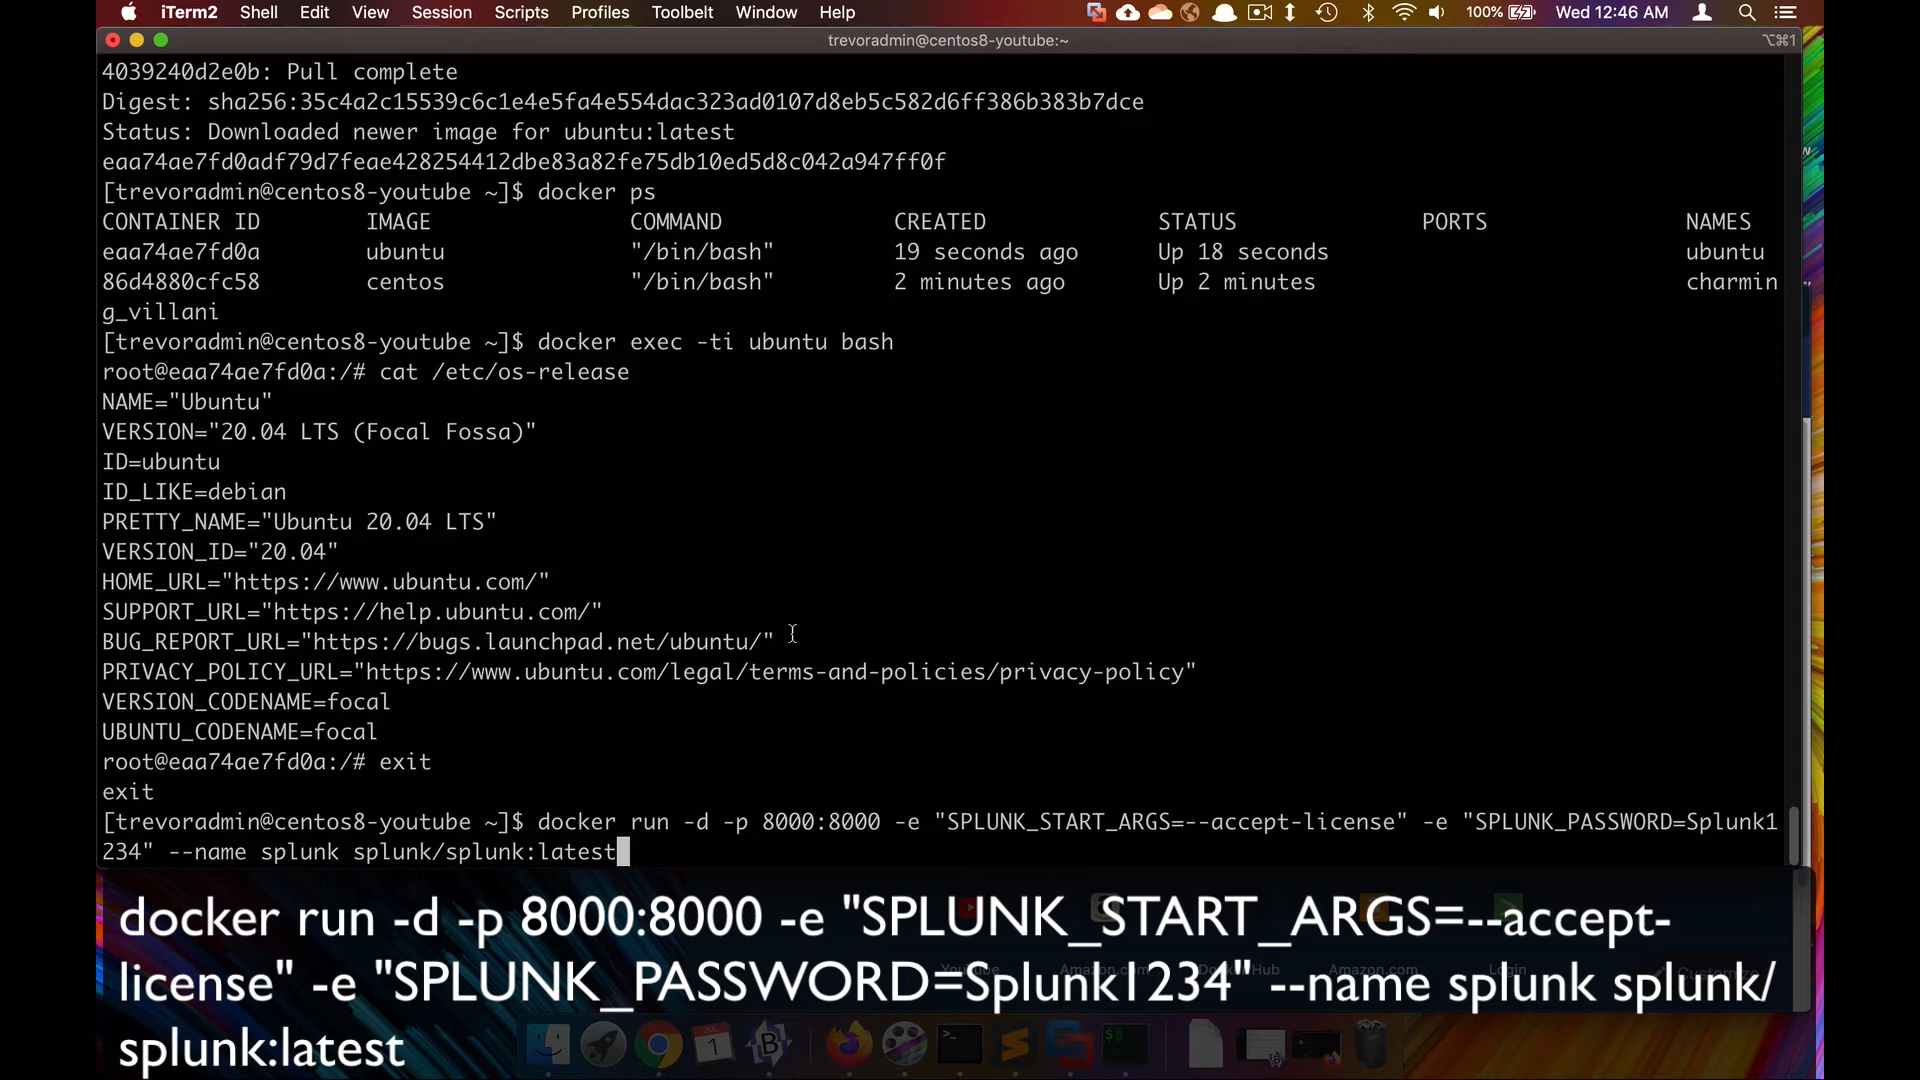 iTerm2 Shell Edit View Session Scripts Profiles Toolbelt Window Help 100% Wed 12:46 AM
trevoradmin@centos8-youtube:~ ⌥⌘1
4039240d2e0b: Pull complete
Digest: sha256:35c4a2c15539c6c1e4e5fa4e554dac323ad0107d8eb5c582d6ff386b383b7dce
Status: Downloaded newer image for ubuntu:latest
eaa74ae7fd0adf79d7feae428254412dbe83a82fe75db10ed5d8c042a947ff0f
[trevoradmin@centos8-youtube ~]$ docker ps
CONTAINER ID IMAGE COMMAND CREATED STATUS PORTS NAMES
eaa74ae7fd0a ubuntu "/bin/bash" 19 seconds ago Up 18 seconds ubuntu
86d4880cfc58 centos "/bin/bash" 2 minutes ago Up 2 minutes charmin
g_villani
[trevoradmin@centos8-youtube ~]$ docker exec -ti ubuntu bash
root@eaa74ae7fd0a:/# cat /etc/os-release
NAME="Ubuntu"
VERSION="20.04 LTS (Focal Fossa)"
ID=ubuntu
ID_LIKE=debian
PRETTY_NAME="Ubuntu 20.04 LTS"
VERSION_ID="20.04"
HOME_URL="https://www.ubuntu.com/"
SUPPORT_URL="https://help.ubuntu.com/"
BUG_REPORT_URL="https://bugs.launchpad.net/ubuntu/"
PRIVACY_POLICY_URL="https://www.ubuntu.com/legal/terms-and-policies/privacy-policy"
VERSION_CODENAME=focal
UBUNTU_CODENAME=focal
root@eaa74ae7fd0a:/# exit
exit
[trevoradmin@centos8-youtube ~]$ docker run -d -p 8000:8000 -e "SPLUNK_START_ARGS=--accept-license" -e "SPLUNK_PASSWORD=Splunk1
234" --name splunk splunk/splunk:latest
docker run -d -p 8000:8000 -e "SPLUNK_START_ARGS=--accept-
license" -e "SPLUNK_PASSWORD=Splunk1234" --name splunk splunk/
splunk:latest